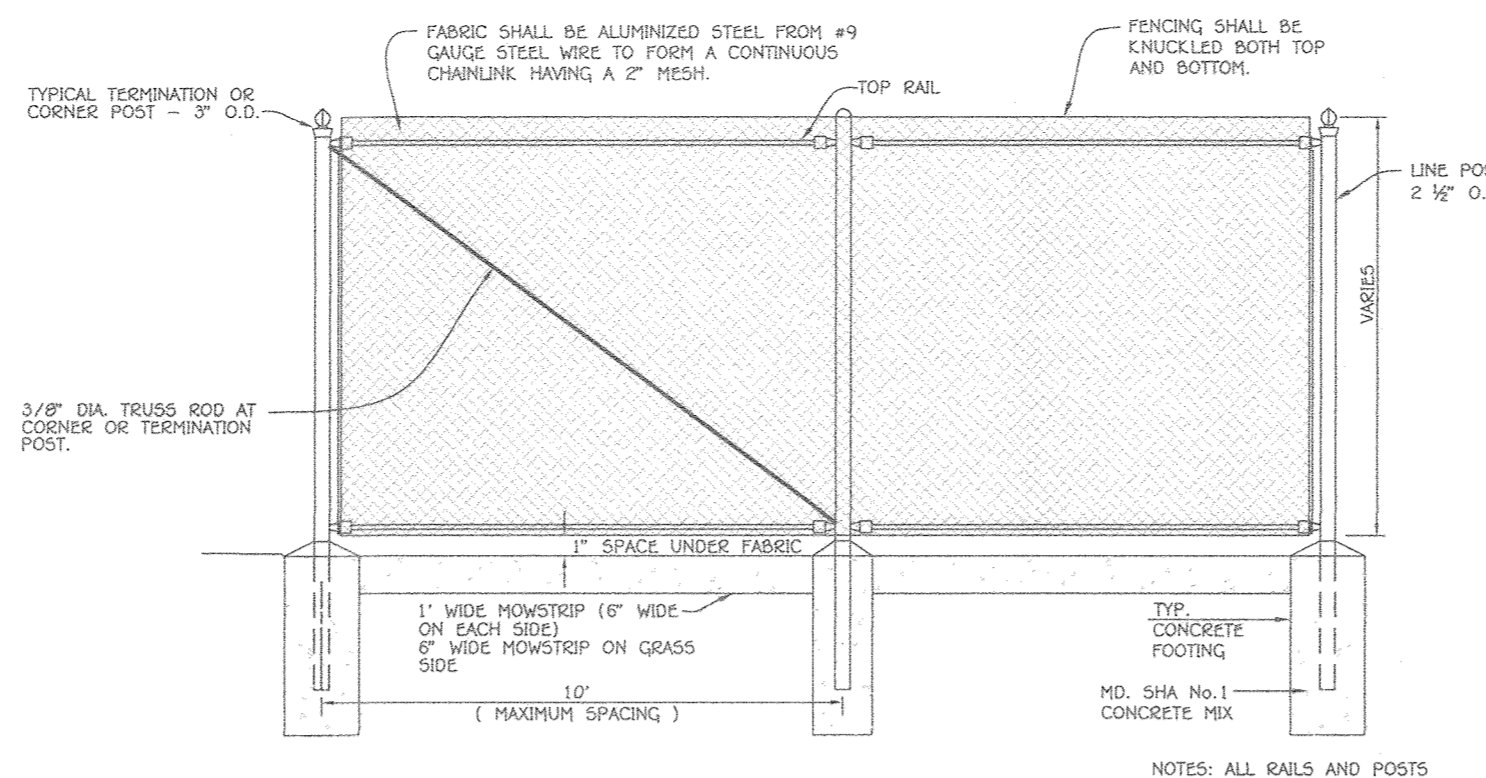 FABRIC SHALL BE ALUMINIZED STEEL FROM #9
GAUGE STEEL WIRE TO FORM A CONTINUOUS
CHAINLINK HAVING A 2" MESH.
FENCING SHALL BE
KNUCKLED BOTH TOP
AND BOTTOM.
TYPICAL TERMINATION OR
CORNER POST - 3" O.D.
TOP RAIL
LINE
2 ½"
VARIES
3/8" DIA. TRUSS ROD AT
CORNER OR TERMINATION
POST.
1" SPACE UNDER FABRIC
1' WIDE MOWSTRIP (6" WIDE
ON EACH SIDE)
6" WIDE MOWSTRIP ON GRASS
SIDE
TYP.
CONCRETE
FOOTING
10'
( MAXIMUM SPACING )
MD. SHA No.1
CONCRETE MIX
NOTES: ALL RAILS AND POSTS